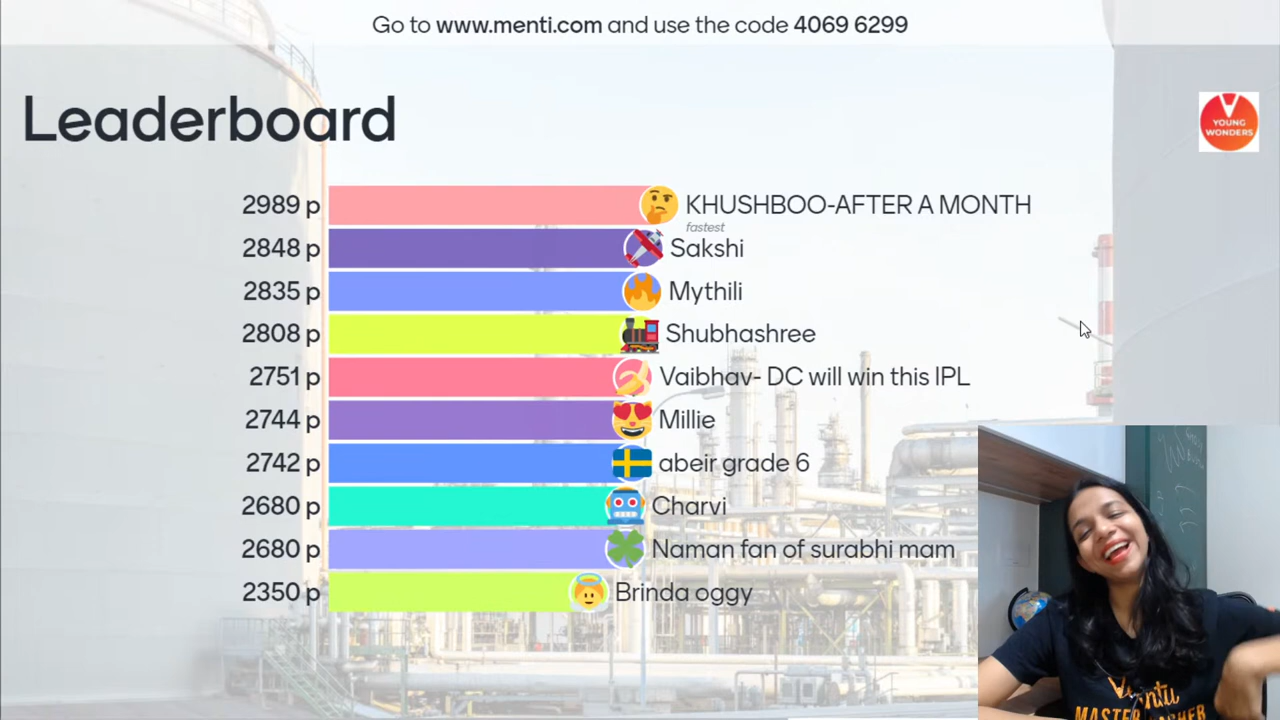 Go to www.menti.com and use the code 4069 6299
Leaderboard
YOUNG
WONDERS
2989 p KHUSHBOO-AFTER A MONTH
fastest
2848 p Sakshi
2835 p Mythili
2808 p Shubhashree
2751 p Vaibhav- DC will win this IPL
2744 p Millie
2742 p abeir grade 6
2680 p Charvi
2680 p Naman fan of surabhi mam
2350 p Brinda oggy
MASTER